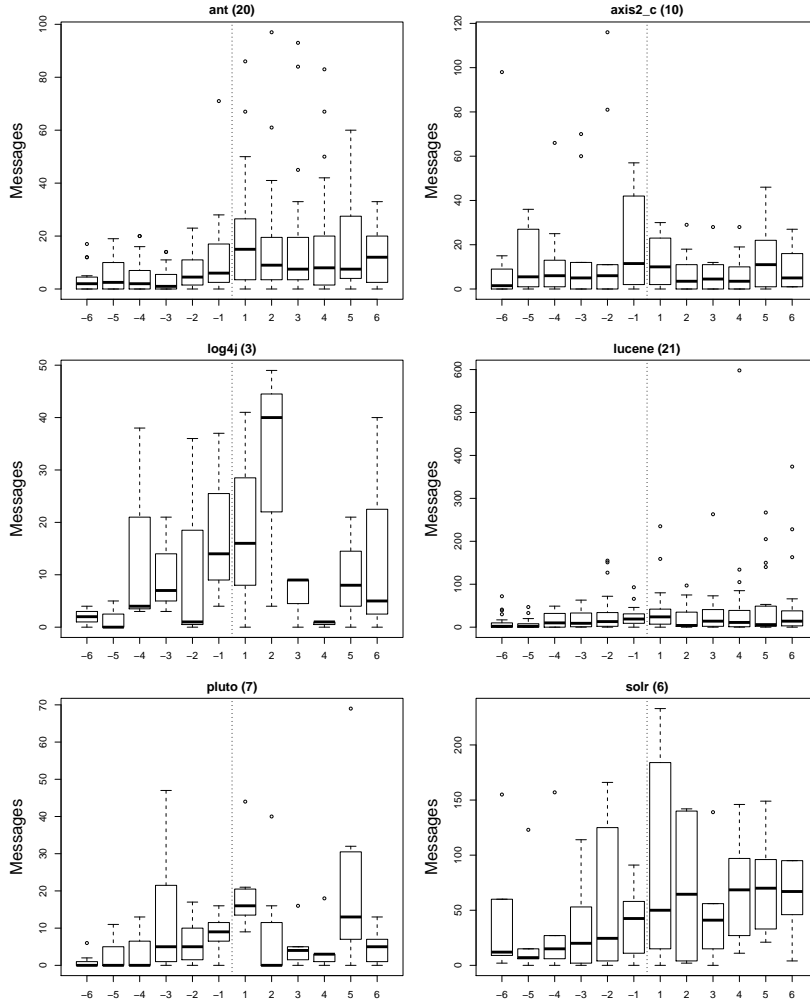 ant (20)
Messages
0 20 40 60 80 100
−6 −5 −4 −3 −2 −1 1 2 3 4 5 6
axis2_c (10)
Messages
0 20 40 60 80 100 120
−6 −5 −4 −3 −2 −1 1 2 3 4 5 6
log4j (3)
Messages
0 10 20 30 40 50
−6 −5 −4 −3 −2 −1 1 2 3 4 5 6
lucene (21)
Messages
0 100 200 300 400 500 600
−6 −5 −4 −3 −2 −1 1 2 3 4 5 6
pluto (7)
Messages
0 10 20 30 40 50 60 70
−6 −5 −4 −3 −2 −1 1 2 3 4 5 6
solr (6)
Messages
0 50 100 150 200
−6 −5 −4 −3 −2 −1 1 2 3 4 5 6